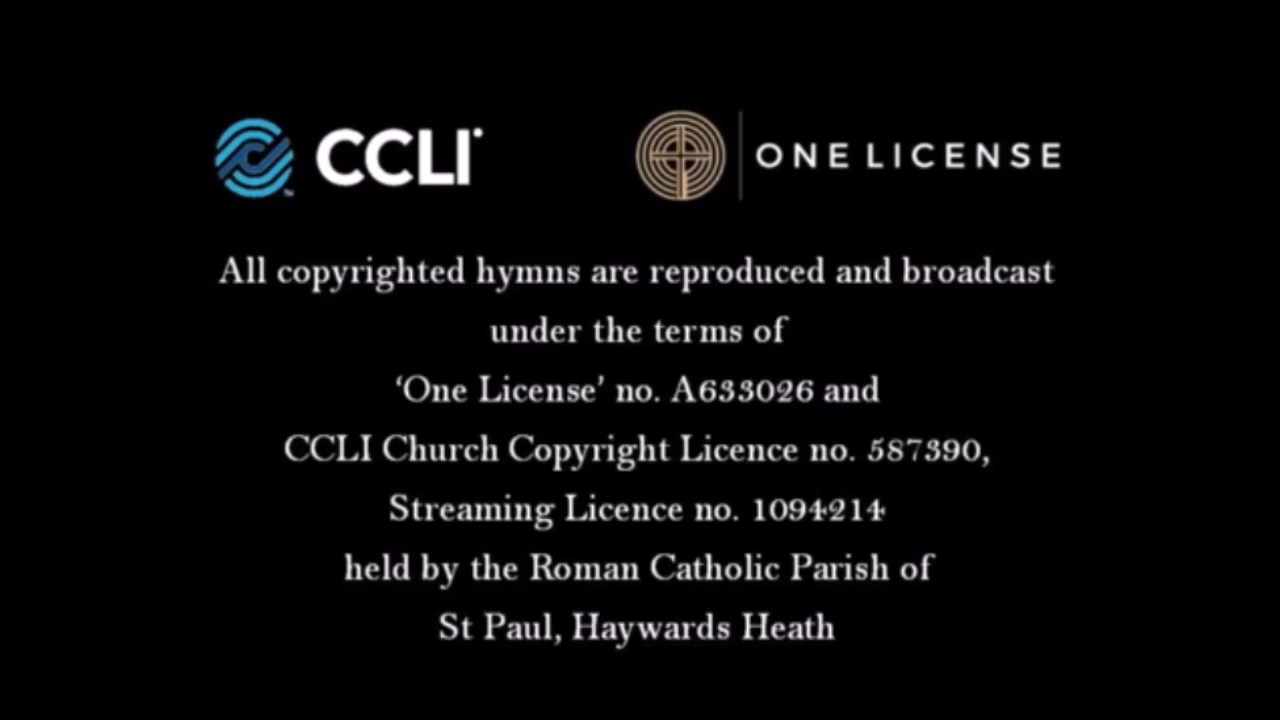 CCLI
ONE LICENSE
All copyrighted hymns are reproduced and broadcast
under the terms of
‘One License’ no. A633026 and
CCLI Church Copyright Licence no. 587390,
Streaming Licence no. 1094214
held by the Roman Catholic Parish of
St Paul, Haywards Heath